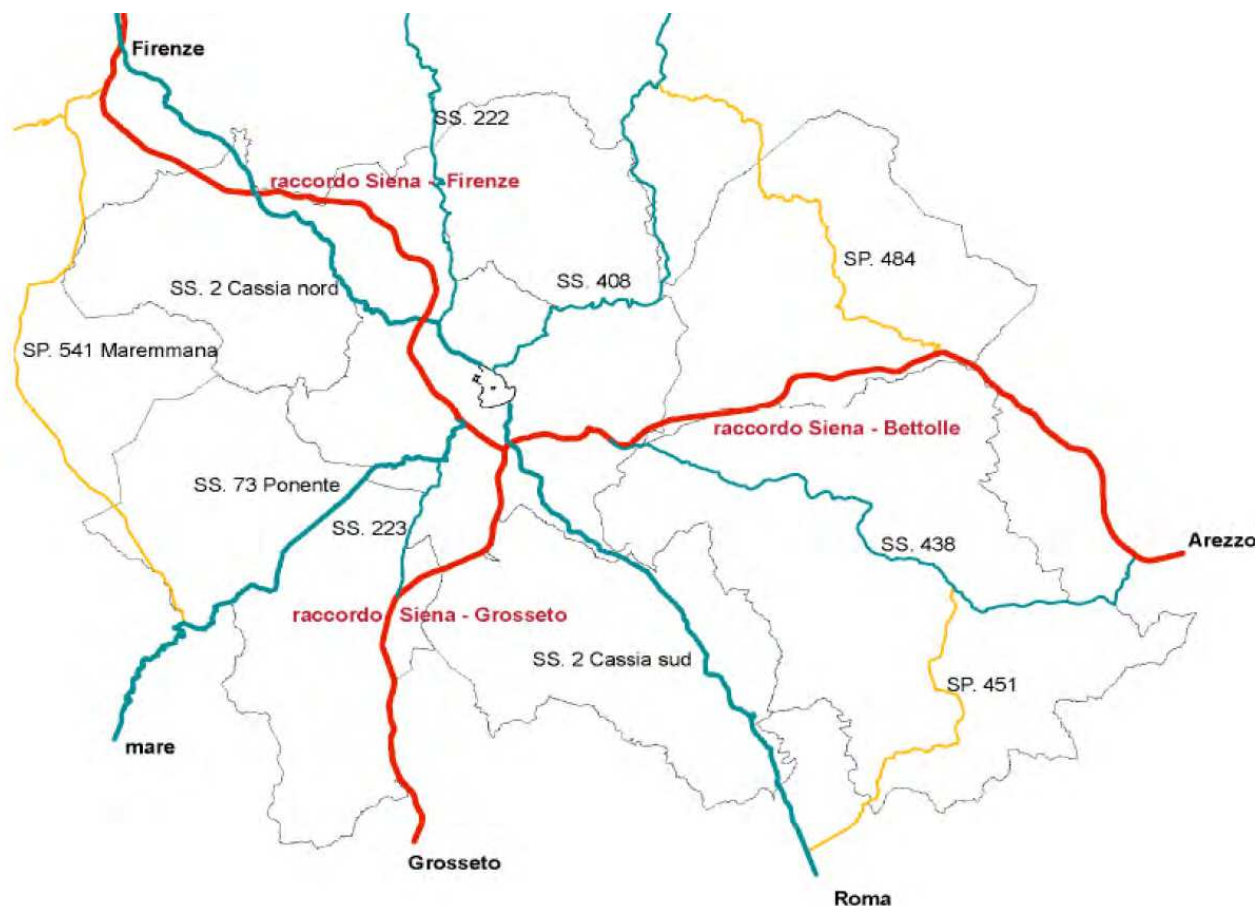 Firenze
SS. 222
raccordo Siena - Firenze
SP. 484
SS. 408
SS. 2 Cassia nord
SP. 541 Maremmana
raccordo Siena - Bettolle
SS. 73 Ponente
SS. 223
SS. 438
Arezzo
raccordo Siena - Grosseto
SS. 2 Cassia sud
SP. 451
mare
Grosseto
Roma